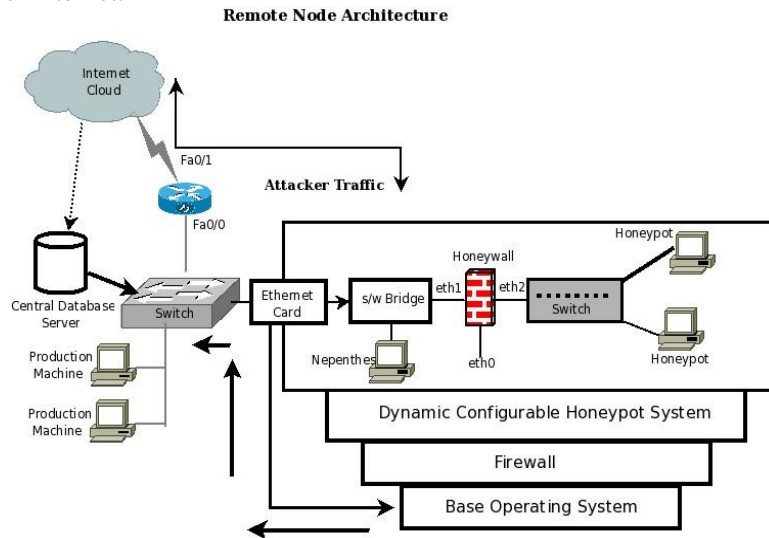 Remote Node Architecture
Internet
Cloud
Fa0/1
Attacker Traffic
Fa0/0
Honeypot
Honeywall
Ethernet
Card
s/w Bridge
eth1
eth2
Switch
Central Database
Server
Switch
Nepenthes
eth0
Honeypot
Production
Machine
Production
Machine
Dynamic Configurable Honeypot System
Firewall
Base Operating System